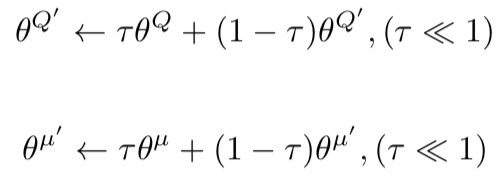 θ^{Q′} ← τθ^{Q} + (1 − τ)θ^{Q′}, (τ ≪ 1)
θ^{μ′} ← τθ^{μ} + (1 − τ)θ^{μ′}, (τ ≪ 1)